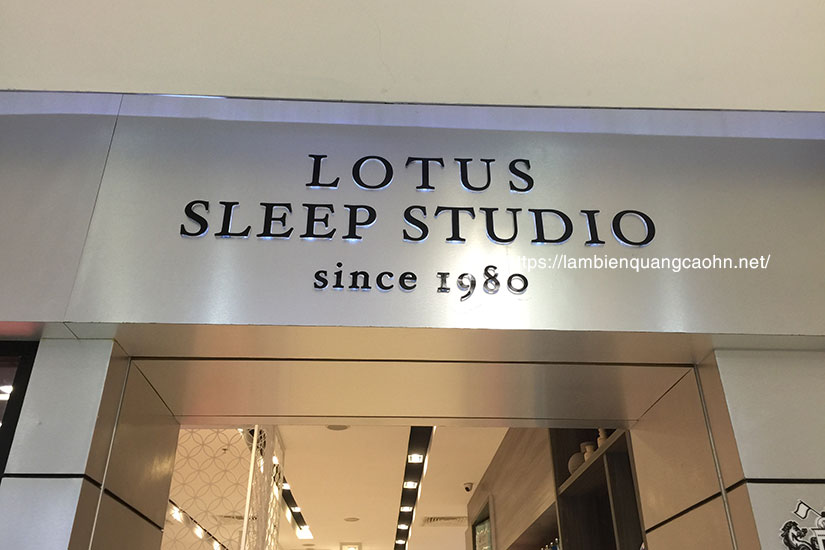 LOTUS
SLEEP STUDIO
https://lambienquangcaohn.net/
since 1980